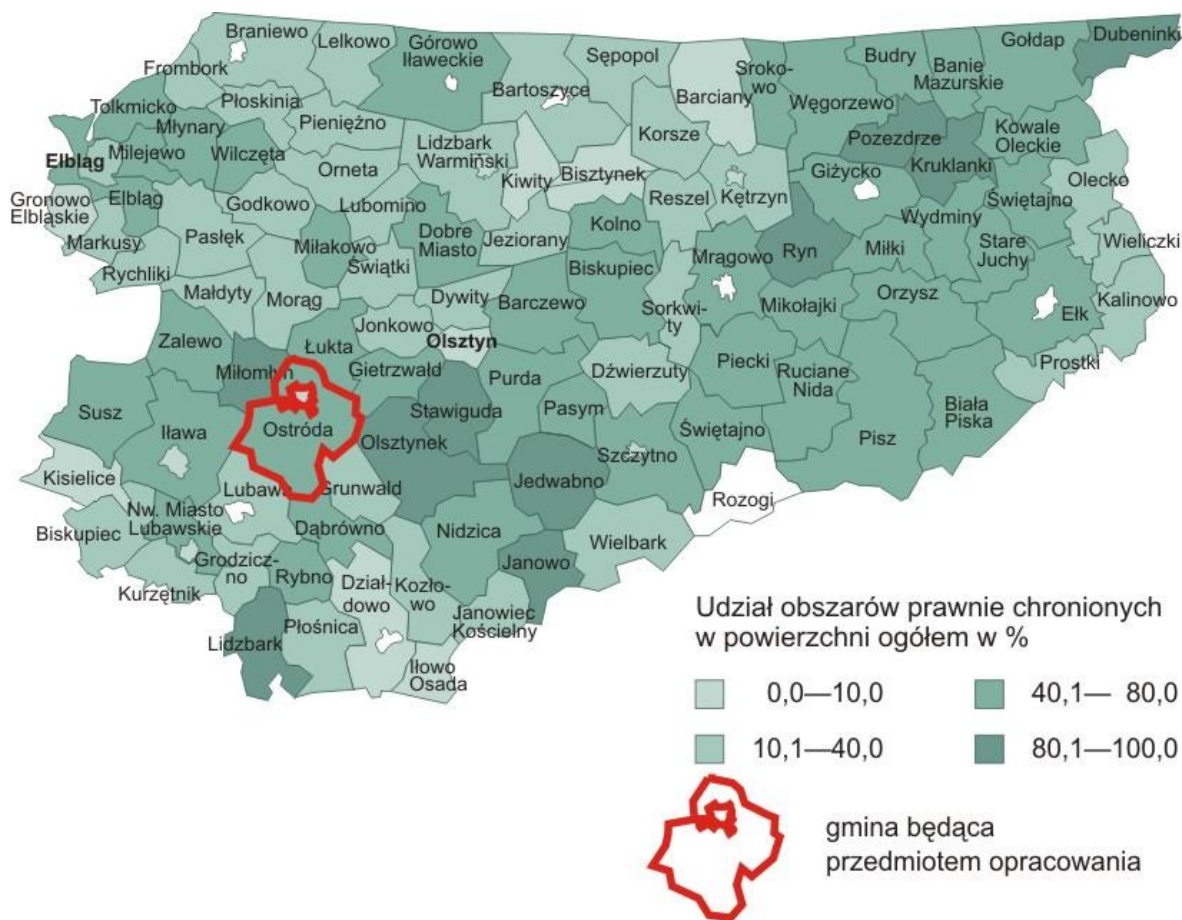 Braniewo
Lelkowo
Górowo
Iławeckie
Sępopol
Gołdap
Dubeninki
Budry
Banie
Mazurskie
Frombork
Bartoszyce
Barciany
Sroko-
wo
Węgorzewo
Tolkmicko
Płoskinia
Młynary
Pieniężno
Korsze
Pozezdrze
Kowale
Oleckie
Elbląg
Milejewo
Wilczęta
Lidzbark
Warmiński
Kruklanki
Orneta
Kiwity
Bisztynek
Giżycko
Olecko
Gronowo
Elbląskie
Elbląg
Godkowo
Lubomino
Reszel
Kętrzyn
Świętajno
Markusy
Pasłęk
Miłakowo
Dobre
Miasto
Jeziorany
Kolno
Wydminy
Świątki
Mrągowo
Ryn
Miłki
Stare
Juchy
Wieliczki
Rychliki
Biskupiec
Małdyty
Morąg
Dywity
Barczewo
Sorkwi-
ty
Mikołajki
Orzysz
Kalinowo
Jonkowo
Ełk
Zalewo
Łukta
Olsztyn
Miłomłyn
Gietrzwałd
Purda
Dźwierzuty
Piecki
Ruciane
Nida
Prostki
Susz
Stawiguda
Pasym
Biała
Piska
Iława
Ostróda
Olsztynek
Świętajno
Pisz
Szczytno
Kisielice
Jedwabno
Lubawa
Grunwald
Rozogi
Nw. Miasto
Lubawskie
Biskupiec
Dąbrówno
Nidzica
Wielbark
Grodzicz-
no
Janowo
Kurzętnik
Rybno
Dział-
dowo
Kozło-
wo
Janowiec
Kościelny
Lidzbark
Płośnica
Iłowo
Osada
Udział obszarów prawnie chronionych
w powierzchni ogółem w %
0,0—10,0
40,1— 80,0
10,1—40,0
80,1—100,0
gmina będąca
przedmiotem opracowania